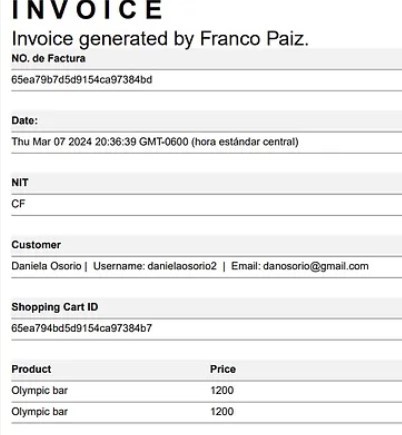 INVOICE
Invoice generated by Franco Paiz.
NO. de Factura
65ea79b7d5d9154ca97384bd
Date:
Thu Mar 07 2024 20:36:39 GMT-0600 (hora estándar central)
NIT
CF
Customer
Daniela Osorio | Username: danielaosorio2 | Email: danosorio@gmail.com
Shopping Cart ID
65ea794bd5d9154ca97384b7
Product Price
Olympic bar 1200
Olympic bar 1200